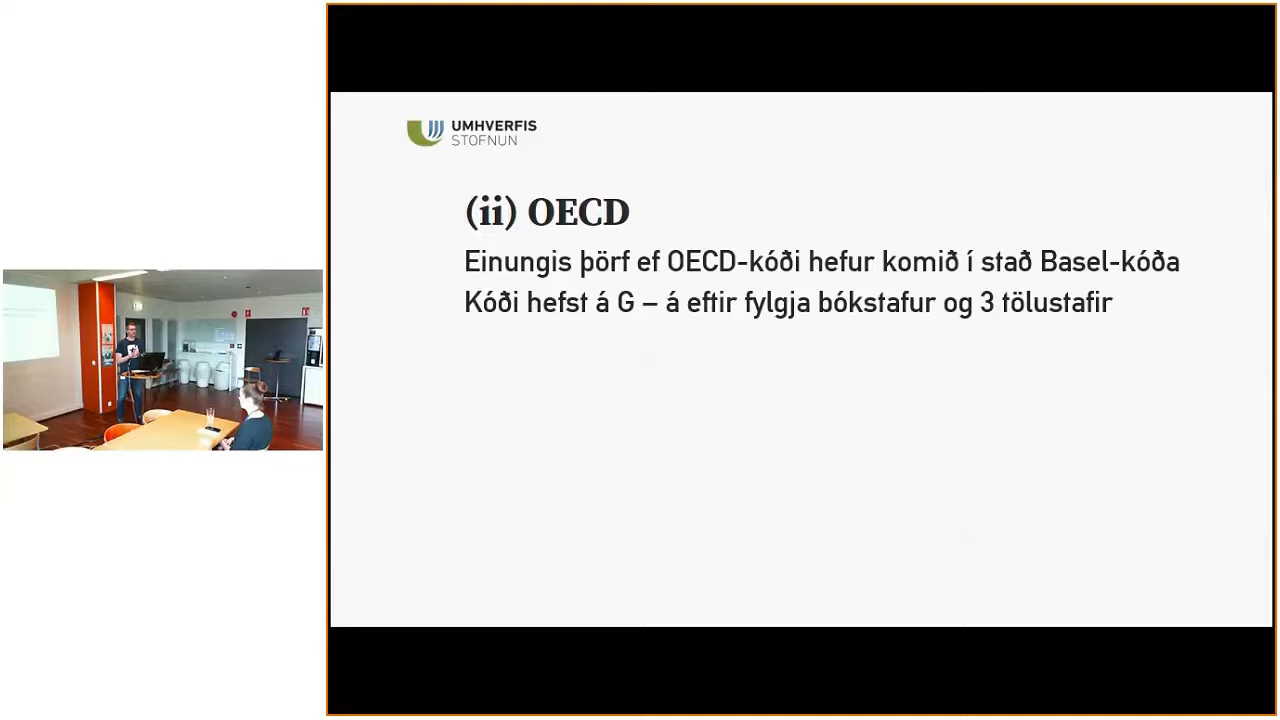 UMHVERFIS
STOFNUN
(ii) OECD
Einungis þörf ef OECD-kóði hefur komið í stað Basel-kóða
Kóði hefst á G – á eftir fylgja bókstafur og 3 tölustafir